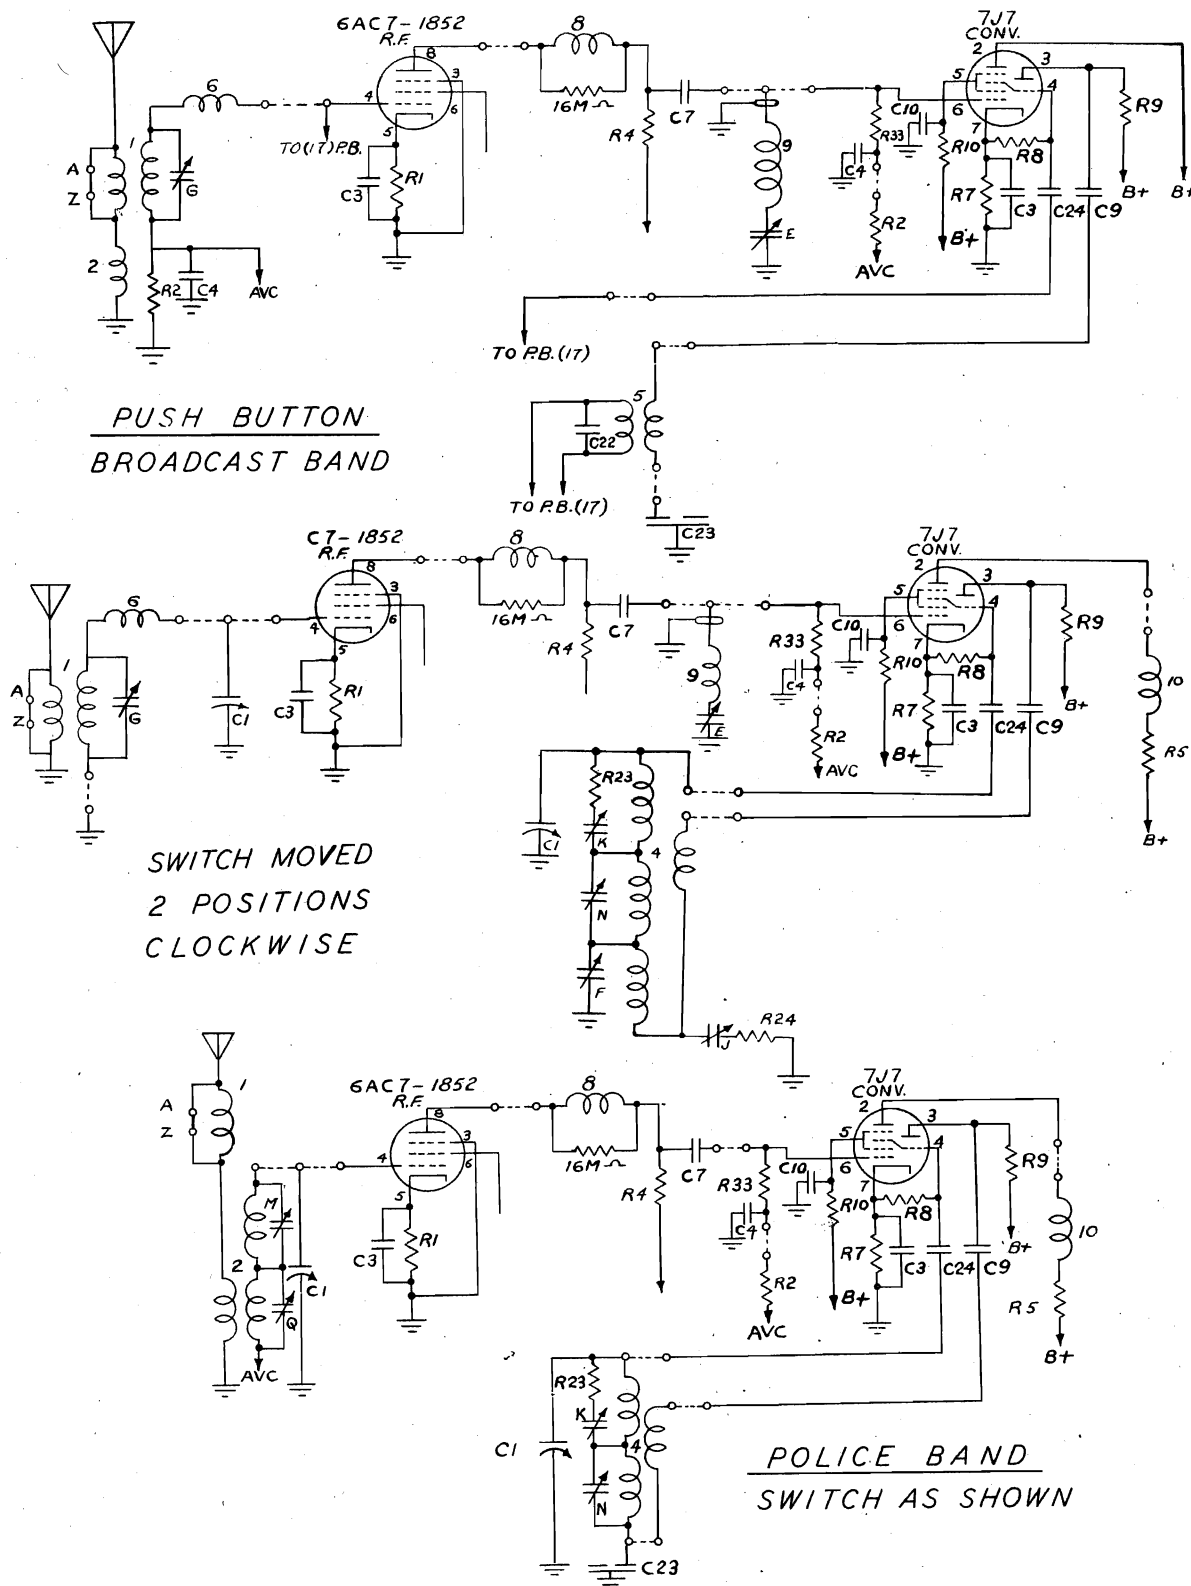 6AC7-1852
R.F.
8
8
3
4
6
5
16M Ω
R4
C7
7J7
CONV.
2
3
5
4
6
7
C10
R10
R8
R9
R33
C4
R2
AVC
9
E
R7
C3
C24
C9
B+
B+
B+
6
TO (17) P.B.
A
Z
1
G
2
R2
C4
AVC
C3
R1
TO P.B. (17)
PUSH BUTTON
BROADCAST BAND
5
C22
TO P.B. (17)
C23
C7-1852
R.F.
8
8
3
4
6
5
16M Ω
R4
C7
7J7
CONV.
2
3
5
4
6
7
C10
R10
R8
R9
R33
C4
R2
AVC
9
E
R7
C3
C24
C9
B+
B+
10
R5
B+
6
A
Z
1
G
C1
C3
R1
SWITCH MOVED
2 POSITIONS
CLOCKWISE
R23
C1
K
4
N
F
J
R24
6AC7-1852
R.F.
8
8
3
4
6
5
16M Ω
R4
C7
7J7
CONV.
2
3
5
4
6
7
C10
R10
R8
R9
R33
C4
R2
AVC
R7
C3
C24
C9
B+
B+
10
R5
B+
A
Z
1
M
2
Q
C1
AVC
C3
R1
R23
K
C1
4
N
C23
POLICE BAND
SWITCH AS SHOWN